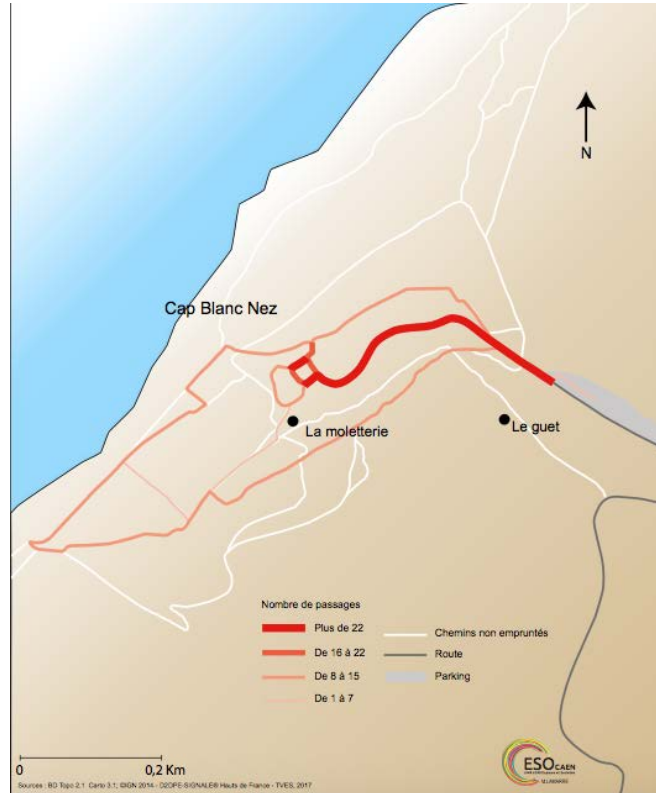 N
Cap Blanc Nez
La moletterie
Le guet
Nombre de passages
Plus de 22
De 16 à 22
De 8 à 15
De 1 à 7
Chemins non empruntés
Route
Parking
0
0,2 Km
ESO CAEN
Sources : BD Topo 2.1 Carto 3.1; ©IGN 2014 - D2DPE-SIGNALE® Hauts de France - TVES, 2017